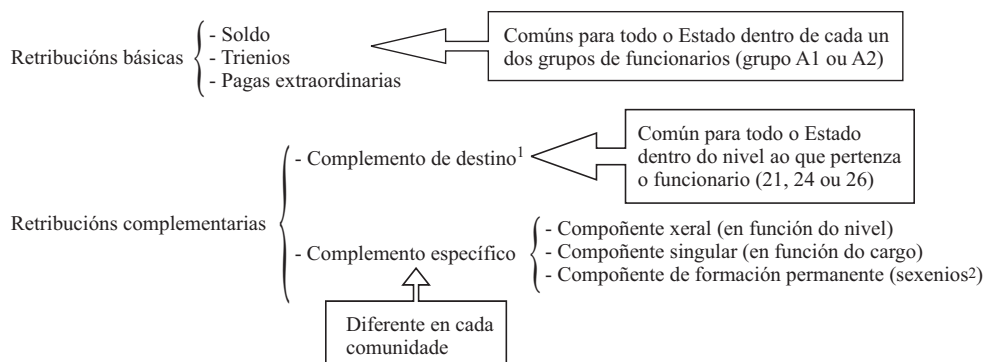 Retribucións básicas
- Soldo
- Trienios
- Pagas extraordinarias
Comúns para todo o Estado dentro de cada un
dos grupos de funcionarios (grupo A1 ou A2)
Retribucións complementarias
- Complemento de destino1
Común para todo o Estado
dentro do nivel ao que pertenza
o funcionario (21, 24 ou 26)
- Complemento específico
- Compoñente xeral (en función do nivel)
- Compoñente singular (en función do cargo)
- Compoñente de formación permanente (sexenios2)
Diferente en cada
comunidade